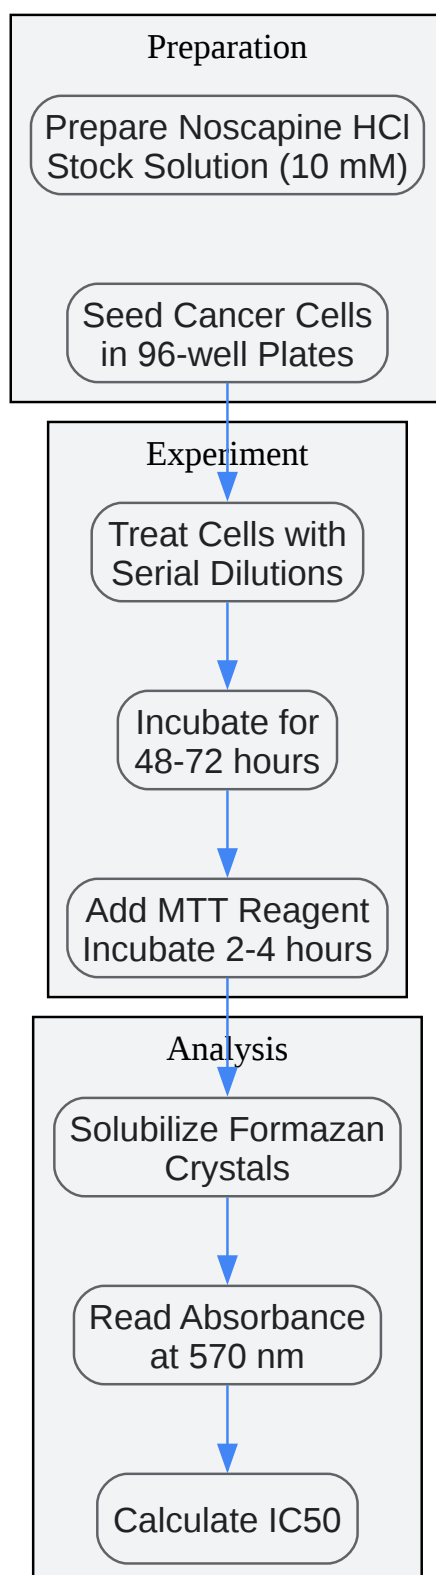 Preparation
Prepare Noscapine HCl
Stock Solution (10 mM)
Seed Cancer Cells
in 96-well Plates
Experiment
Treat Cells with
Serial Dilutions
Incubate for
48-72 hours
Add MTT Reagent
Incubate 2-4 hours
Analysis
Solubilize Formazan
Crystals
Read Absorbance
at 570 nm
Calculate IC50